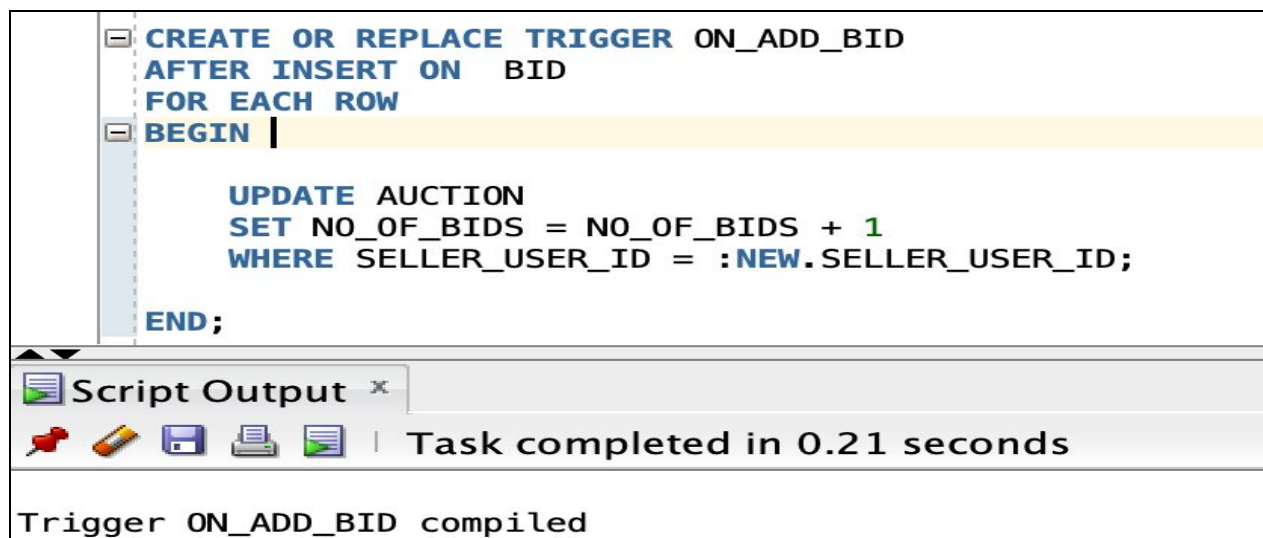 CREATE OR REPLACE TRIGGER ON_ADD_BID
AFTER INSERT ON  BID
FOR EACH ROW
BEGIN
UPDATE AUCTION
SET NO_OF_BIDS = NO_OF_BIDS + 1
WHERE SELLER_USER_ID = :NEW.SELLER_USER_ID;
END;
Script Output
Task completed in 0.21 seconds
Trigger ON_ADD_BID compiled